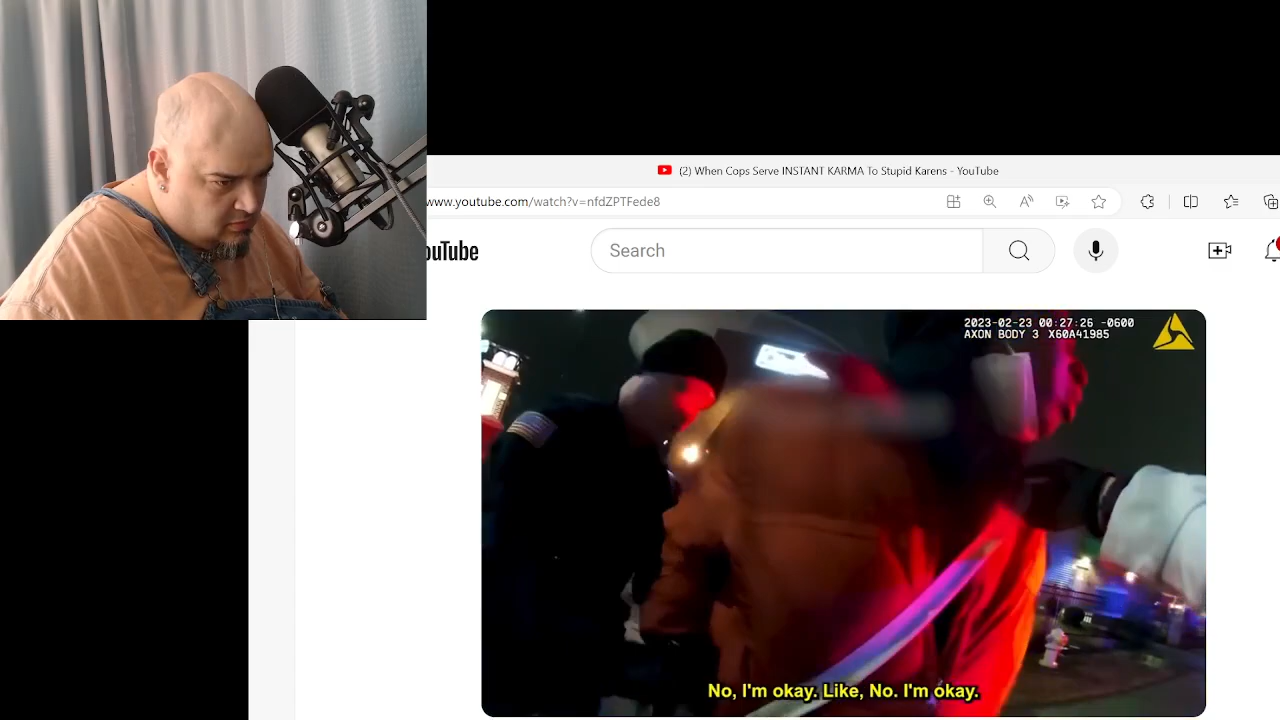 (2) When Cops Serve INSTANT KARMA To Stupid Karens - YouTube
www.youtube.com/watch?v=nfdZPTFede8
ouTube
Search
2023-02-23 00:27:26 -0600
AXON BODY 3 X60A41985
No, I'm okay. Like, No. I'm okay.